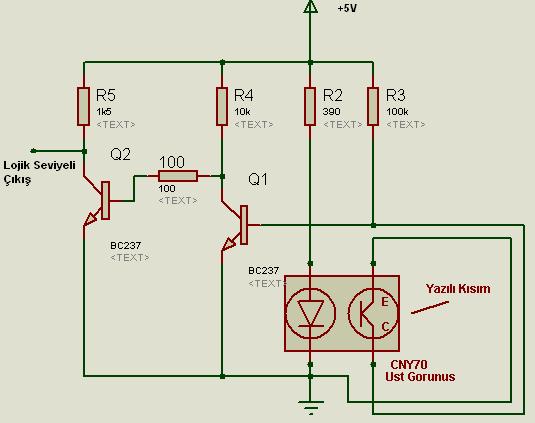 +5V
R5
1k5
<TEXT>
R4
10k
<TEXT>
R2
390
<TEXT>
R3
100k
<TEXT>
Lojik Seviyeli
Çıkış
Q2
100
100
<TEXT>
Q1
BC237
<TEXT>
BC237
<TEXT>
E
C
Yazılı Kısım
CNY70
Ust Gorunus